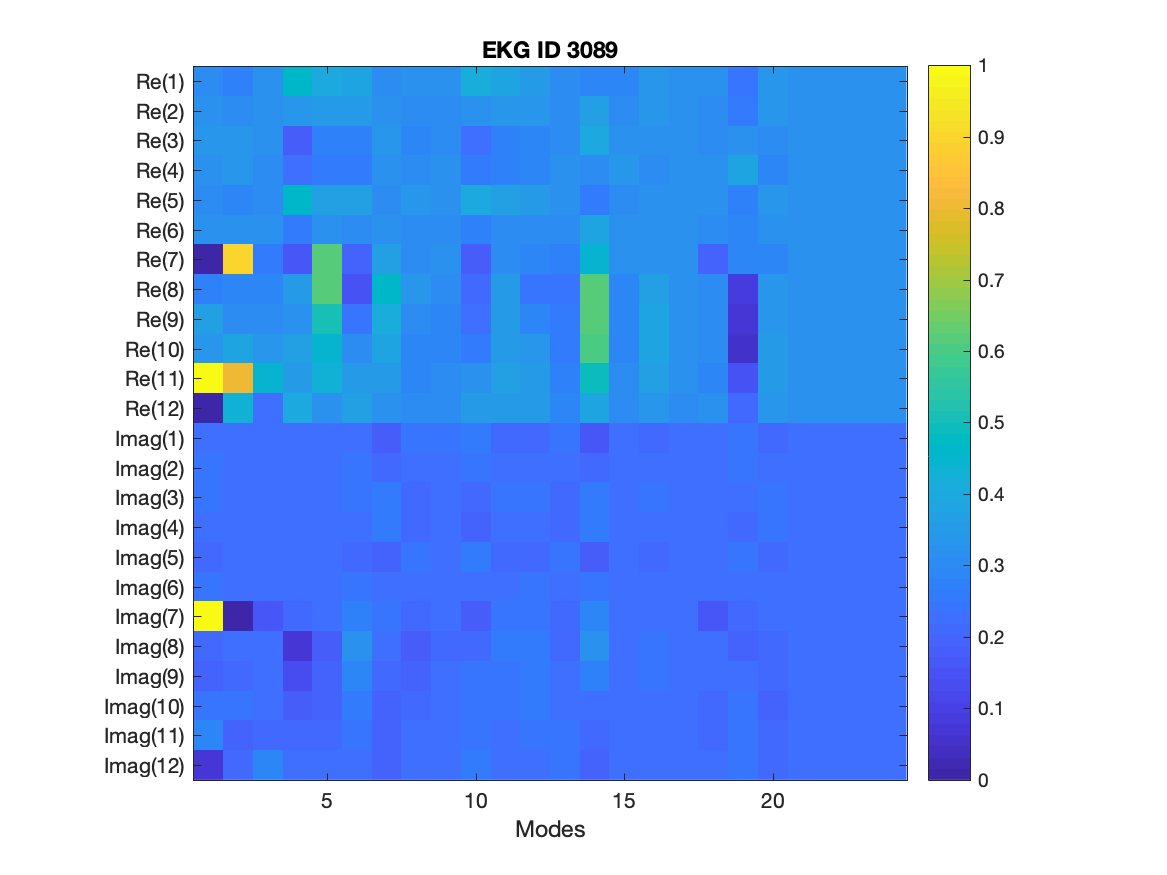 EKG ID 3089
Re(1)
Re(2)
Re(3)
Re(4)
Re(5)
Re(6)
Re(7)
Re(8)
Re(9)
Re(10)
Re(11)
Re(12)
Imag(1)
Imag(2)
Imag(3)
Imag(4)
Imag(5)
Imag(6)
Imag(7)
Imag(8)
Imag(9)
Imag(10)
Imag(11)
Imag(12)
5 10 15 20
Modes
1
0.9
0.8
0.7
0.6
0.5
0.4
0.3
0.2
0.1
0